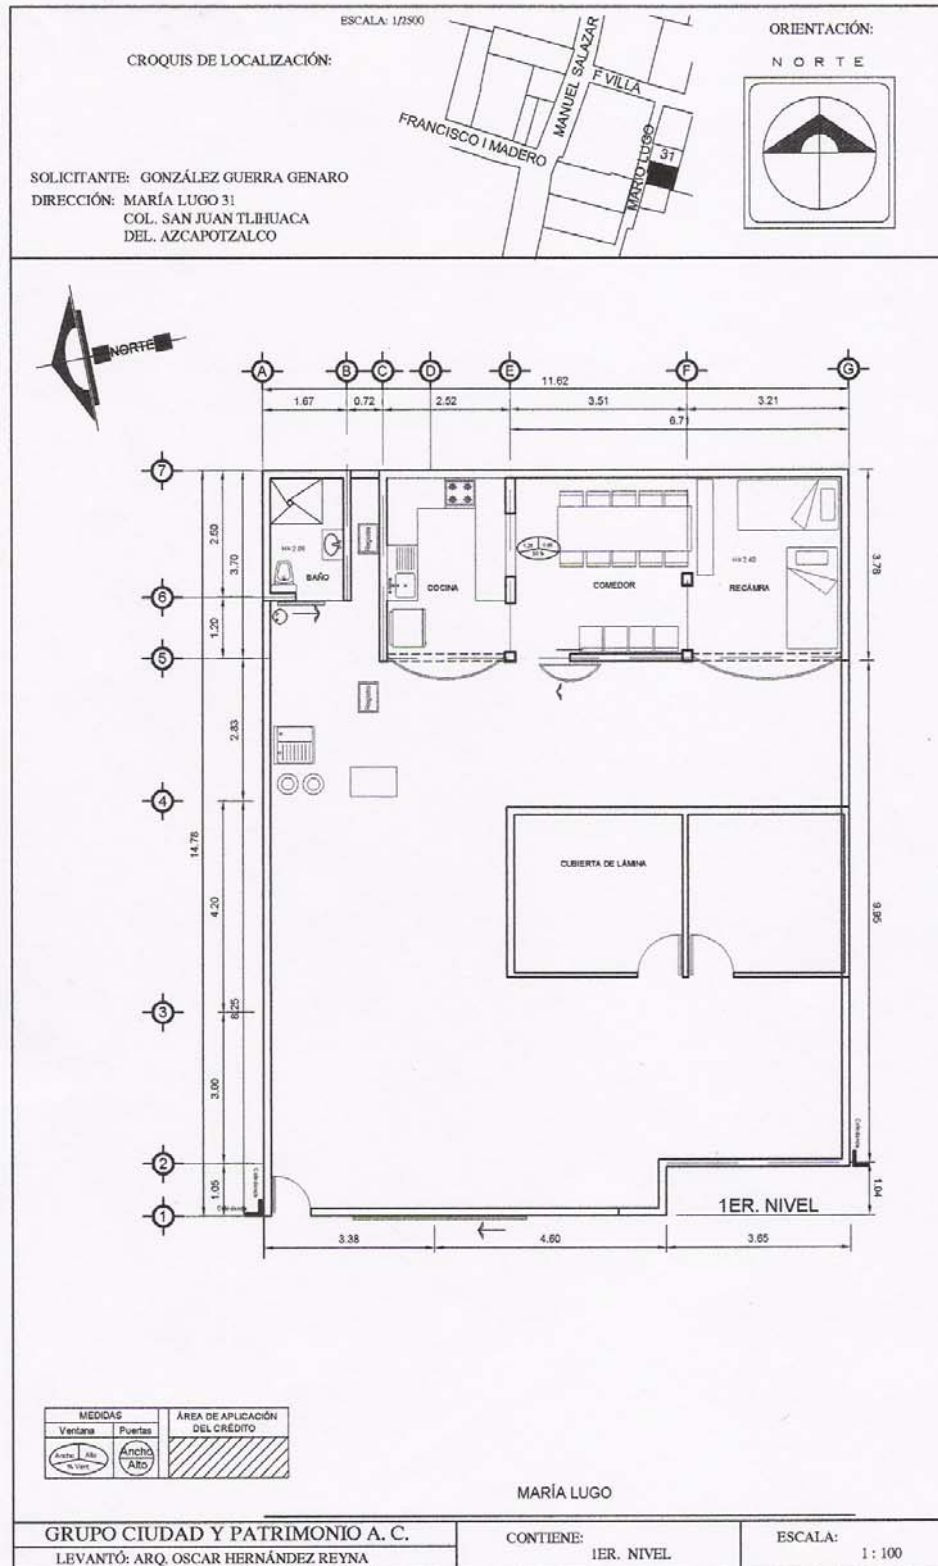 ESCALA: 1/2500
CROQUIS DE LOCALIZACIÓN:
ORIENTACIÓN:
NORTE
MANUEL SALAZAR
F VILLA
FRANCISCO I MADERO
MARIO LUGO
31
SOLICITANTE: GONZÁLEZ GUERRA GENARO
DIRECCIÓN: MARÍA LUGO 31
COL. SAN JUAN TLIHUACA
DEL. AZCAPOTZALCO
NORTE
A B C D E F G
11.62
1.67 0.72 2.52 3.51 3.21
6.71
7
2.60
3.70
3.78
BAÑO
COCINA
COMEDOR
RECÁMRA
6
1.20
5
2.83
4
14.78
CUBIERTA DE LÁMINA
4.20
9.95
3
8.25
3.00
2
1.05
1.04
1
1ER. NIVEL
3.38 4.60 3.65
MEDIDAS
Ventana Puertas
Ancho Alto
% Vent.
Ancho
Alto
ÁREA DE APLICACIÓN
DEL CRÉDITO
MARÍA LUGO
GRUPO CIUDAD Y PATRIMONIO A. C.
LEVANTÓ: ARQ. OSCAR HERNÁNDEZ REYNA
CONTIENE:
1ER. NIVEL
ESCALA:
1 : 100